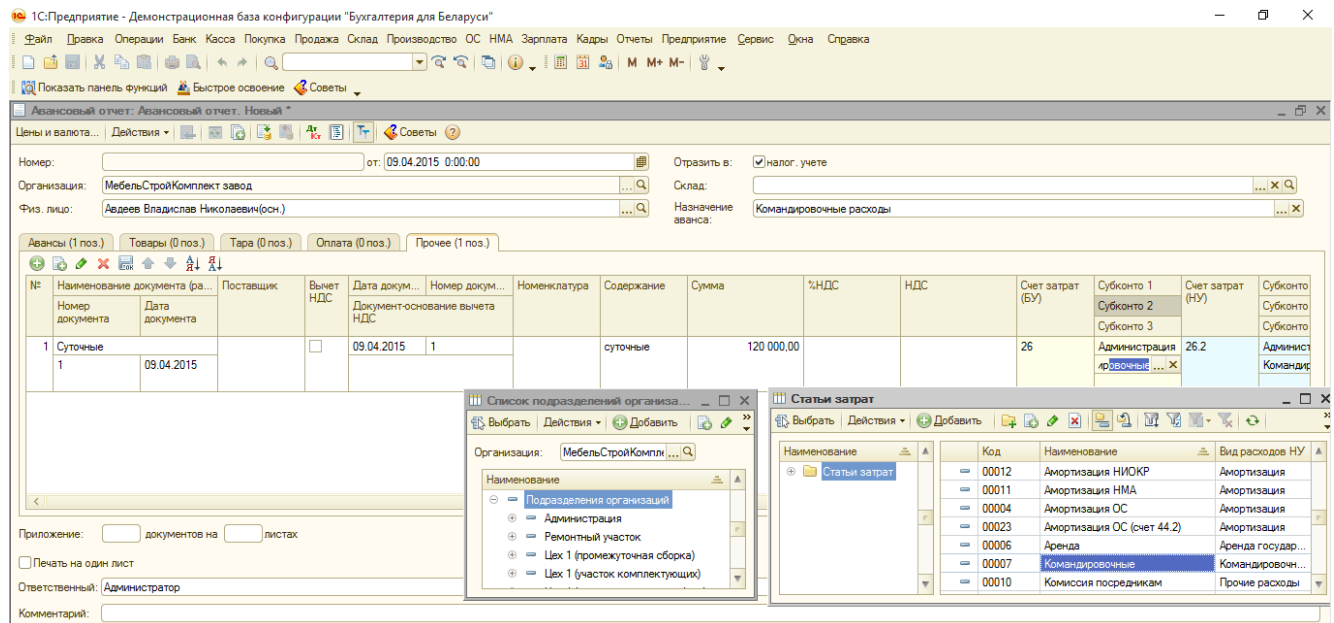 1С:Предприятие - Демонстрационная база конфигурации "Бухгалтерия для Беларуси"
Файл Правка Операции Банк Касса Покупка Продажа Склад Производство ОС НМА Зарплата Кадры Отчеты Предприятие Сервис Окна Справка
М М+ М-
Показать панель функций Быстрое освоение Советы
Авансовый отчет: Авансовый отчет. Новый *
Цены и валюта... Действия Дт Кт Советы
Номер: от: 09.04.2015 0:00:00 Отразить в: налог. учете
Организация: МебельСтройКомплект завод Склад:
Физ. лицо: Авдеев Владислав Николаевич(осн.) Назначение аванса: Командировочные расходы
Авансы (1 поз.) Товары (0 поз.) Тара (0 поз.) Оплата (0 поз.) Прочее (1 поз.)
№ Наименование документа (ра... Поставщик Вычет НДС Дата докум... Номер докум... Номенклатура Содержание Сумма %НДС НДС Счет затрат (БУ) Субконто 1 Счет затрат (НУ) Субконто
Номер документа Дата документа Документ-основание вычета НДС Субконто 2 Субконто
Субконто 3 Субконто
1 Суточные 09.04.2015 1 суточные 120 000,00 26 Администрация 26.2 Админист
1 09.04.2015 ировочные ... Командир
Список подразделений организа...
Выбрать Действия Добавить
Организация: МебельСтройКомпл ...
Наименование
Подразделения организаций
Администрация
Ремонтный участок
Цех 1 (промежуточная сборка)
Цех 1 (участок комплектующих)
Статьи затрат
Выбрать Действия Добавить
Наименование Код Наименование Вид расходов НУ
Статьи затрат 00012 Амортизация НИОКР Амортизация
00011 Амортизация НМА Амортизация
00004 Амортизация ОС Амортизация
00023 Амортизация ОС (счет 44.2) Амортизация
00006 Аренда Аренда государ...
00007 Командировочные Командировочн...
00010 Комиссия посредникам Прочие расходы
Приложение: документов на листах
Печать на один лист
Ответственный: Администратор
Комментарий: